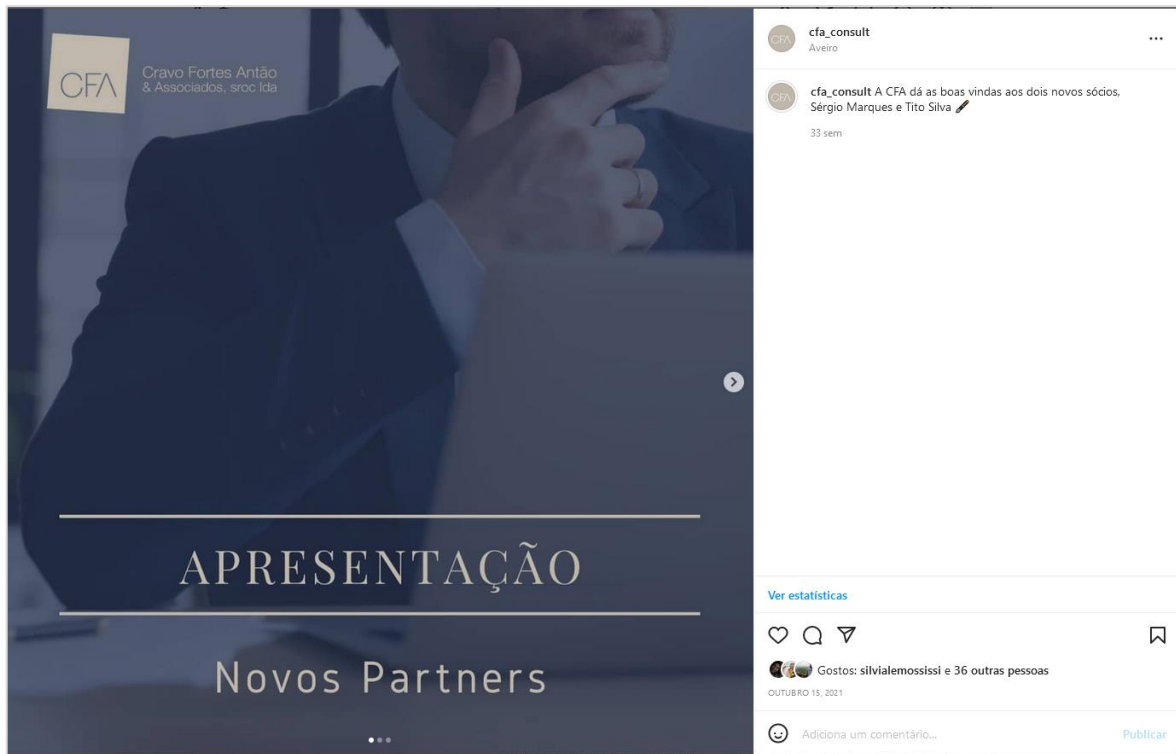 CFA
Cravo Fortes Antão
& Associados, sroc lda
APRESENTAÇÃO
Novos Partners
CFA
cfa_consult
Aveiro
CFA
cfa_consult A CFA dá as boas vindas aos dois novos sócios,
Sérgio Marques e Tito Silva
33 sem
Ver estatísticas
Gostos: silvialemossissi e 36 outras pessoas
OUTUBRO 15, 2021
Adiciona um comentário...
Publicar